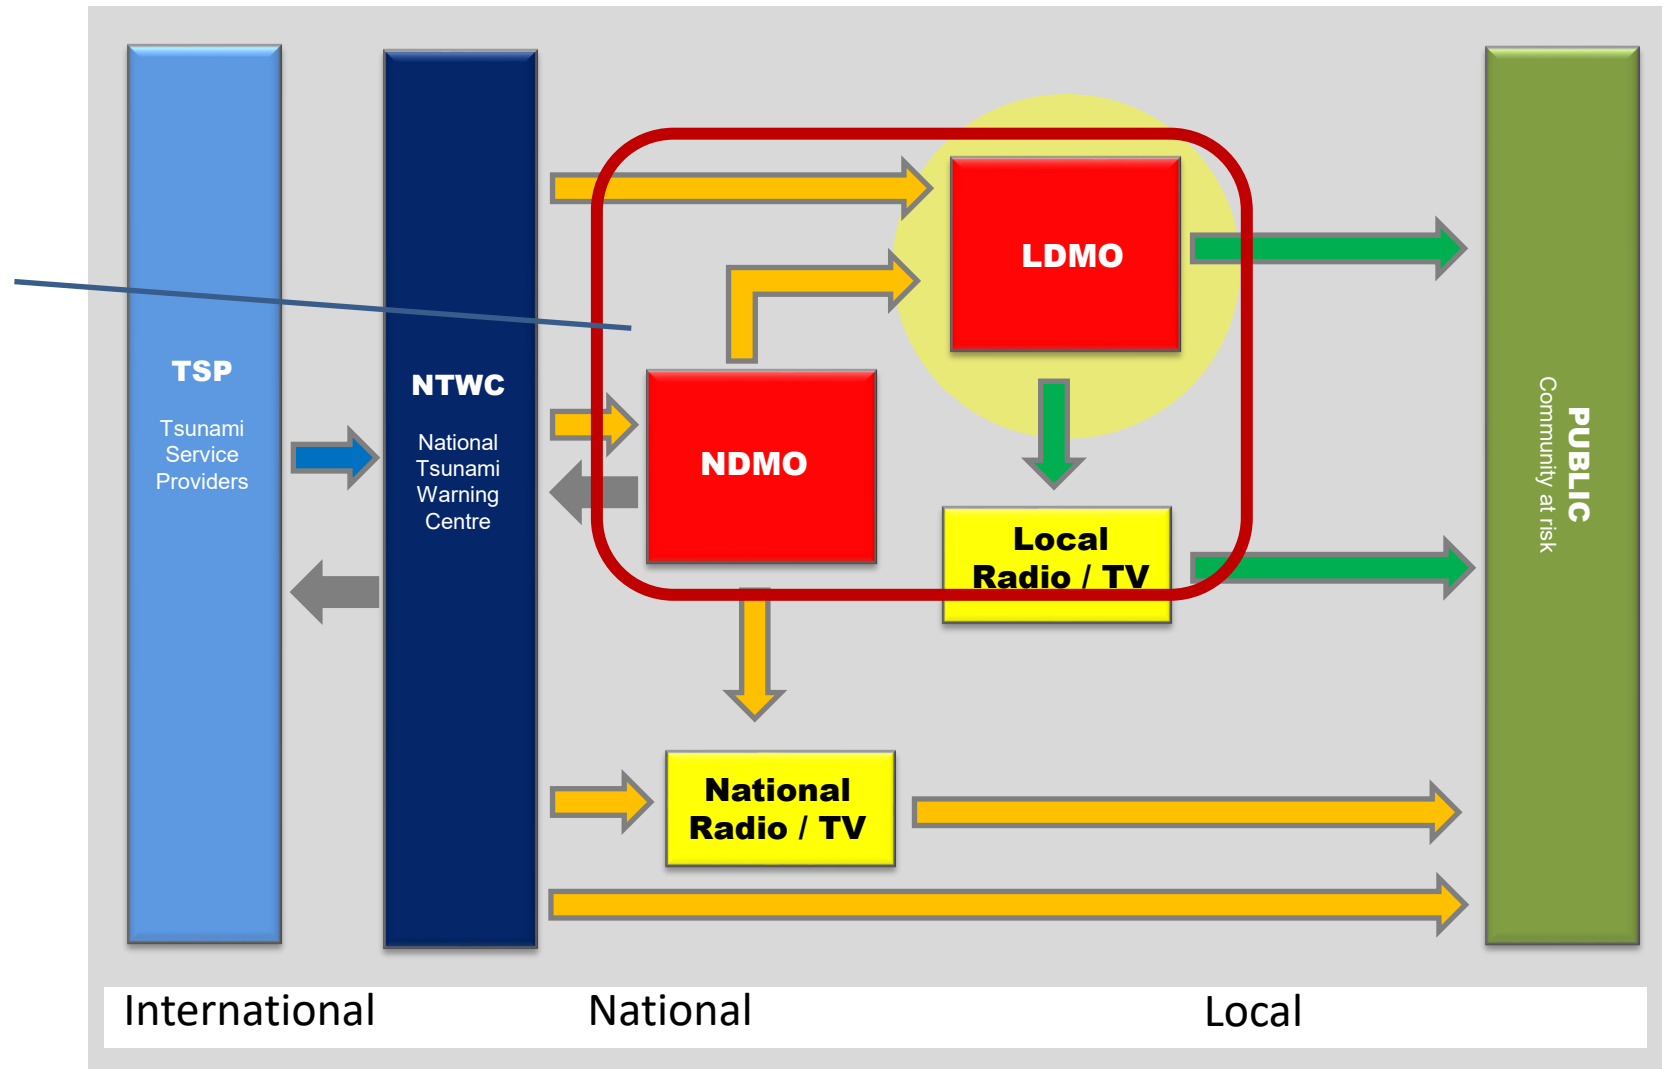 TSP
Tsunami
Service
Providers
NTWC
National
Tsunami
Warning
Centre
LDMO
NDMO
Local
Radio / TV
National
Radio / TV
PUBLIC
Community at risk
International
National
Local